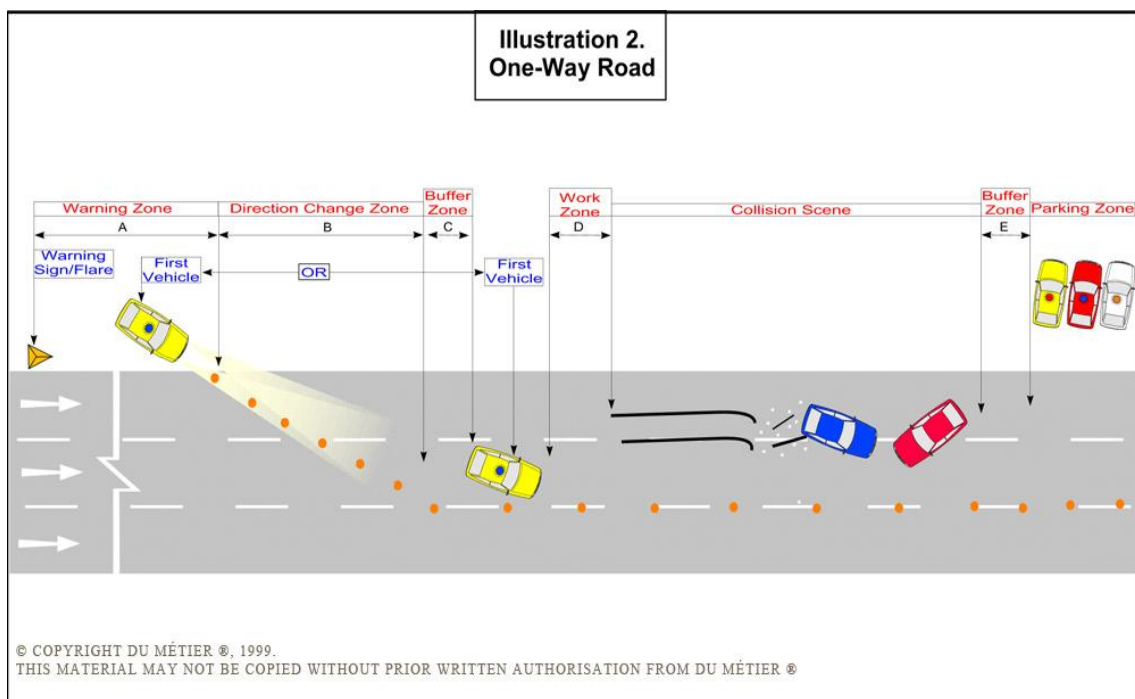 Illustration 2.
One-Way Road
Warning Zone
Direction Change Zone
Buffer
Zone
Work
Zone
Collision Scene
Buffer
Zone
Parking Zone
A
B
C
D
E
Warning
Sign/Flare
First
Vehicle
OR
First
Vehicle
© COPYRIGHT DU MÉTIER ®, 1999.
THIS MATERIAL MAY NOT BE COPIED WITHOUT PRIOR WRITTEN AUTHORISATION FROM DU MÉTIER ®